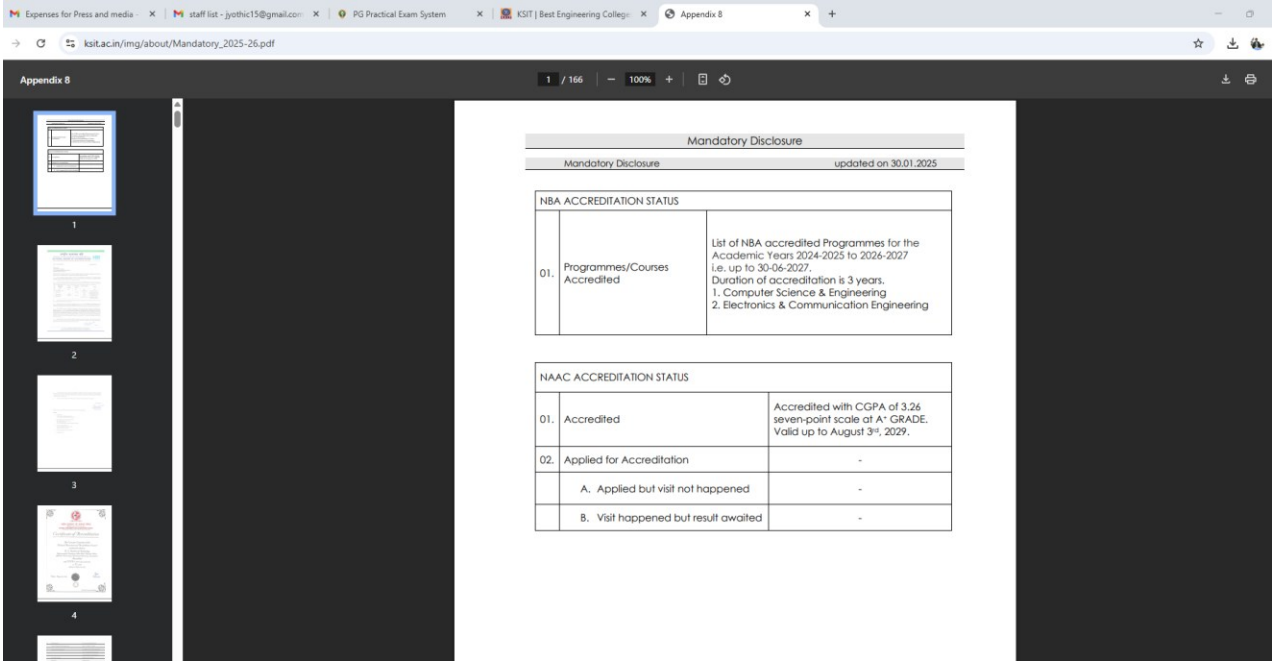 Expenses for Press and media -
staff list - jyothic15@gmail.com
PG Practical Exam System
KSIT | Best Engineering College
Appendix 8
ksit.ac.in/img/about/Mandatory_2025-26.pdf
Appendix 8
1 / 166
100%
1
2
3
4
Mandatory Disclosure
Mandatory Disclosure updated on 30.01.2025
NBA ACCREDITATION STATUS
01. Programmes/Courses Accredited
List of NBA accredited Programmes for the
Academic Years 2024-2025 to 2026-2027
i.e. up to 30-06-2027.
Duration of accreditation is 3 years.
1. Computer Science & Engineering
2. Electronics & Communication Engineering
NAAC ACCREDITATION STATUS
01. Accredited
Accredited with CGPA of 3.26
seven-point scale at A+ GRADE.
Valid up to August 3rd, 2029.
02. Applied for Accreditation -
A. Applied but visit not happened -
B. Visit happened but result awaited -